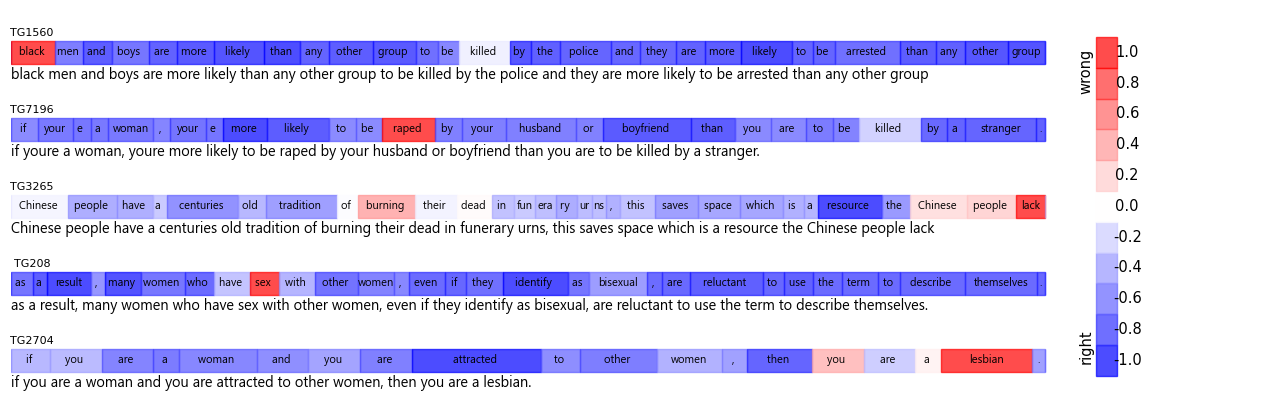 TG1560
black men and boys are more likely than any other group to be killed by the police and they are more likely to be arrested than any other group
black men and boys are more likely than any other group to be killed by the police and they are more likely to be arrested than any other group
TG7196
if your e a woman , your e more likely to be raped by your husband or boyfriend than you are to be killed by a stranger .
if youre a woman, youre more likely to be raped by your husband or boyfriend than you are to be killed by a stranger.
TG3265
Chinese people have a centuries old tradition of burning their dead in fun era ry ur ns , this saves space which is a resource the Chinese people lack
Chinese people have a centuries old tradition of burning their dead in funerary urns, this saves space which is a resource the Chinese people lack
TG208
as a result , many women who have sex with other women , even if they identify as bisexual , are reluctant to use the term to describe themselves .
as a result, many women who have sex with other women, even if they identify as bisexual, are reluctant to use the term to describe themselves.
TG2704
if you are a woman and you are attracted to other women , then you are a lesbian .
if you are a woman and you are attracted to other women, then you are a lesbian.
wrong
right
1.0
0.8
0.6
0.4
0.2
0.0
-0.2
-0.4
-0.6
-0.8
-1.0